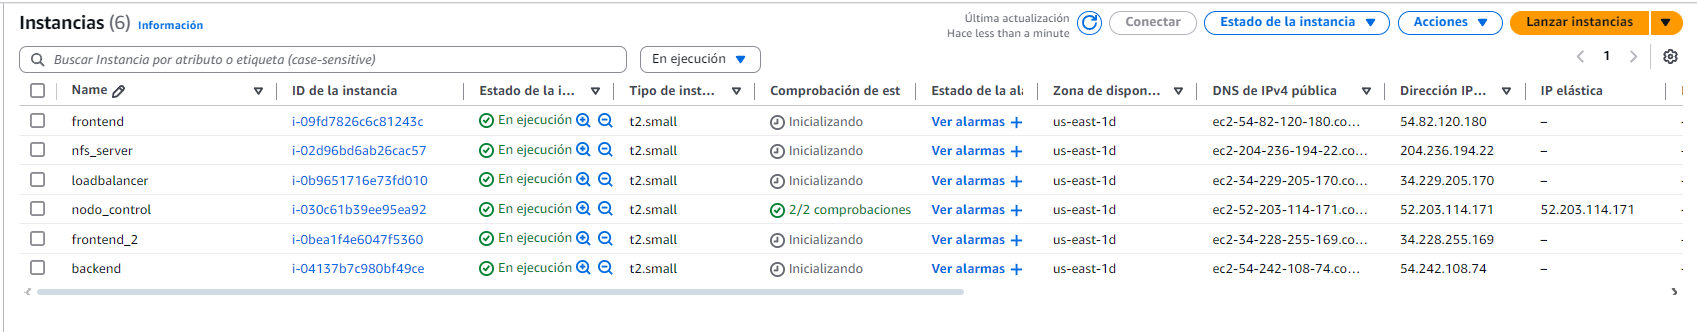 Instancias (6) Información
Última actualización
Hace less than a minute
Conectar
Estado de la instancia
Acciones
Lanzar instancias
Buscar Instancia por atributo o etiqueta (case-sensitive)
En ejecución
1
Name ID de la instancia Estado de la i... Tipo de inst... Comprobación de est Estado de la ala Zona de dispon... DNS de IPv4 pública Dirección IP... IP elástica
frontend i-09fd7826c6c81243c En ejecución t2.small Inicializando Ver alarmas + us-east-1d ec2-54-82-120-180.co... 54.82.120.180 –
nfs_server i-02d96bd6ab26cac57 En ejecución t2.small Inicializando Ver alarmas + us-east-1d ec2-204-236-194-22.co... 204.236.194.22 –
loadbalancer i-0b9651716e73fd010 En ejecución t2.small Inicializando Ver alarmas + us-east-1d ec2-34-229-205-170.co... 34.229.205.170 –
nodo_control i-030c61b39ee95ea92 En ejecución t2.small 2/2 comprobaciones Ver alarmas + us-east-1d ec2-52-203-114-171.co... 52.203.114.171 52.203.114.171
frontend_2 i-0bea1f4e6047f5360 En ejecución t2.small Inicializando Ver alarmas + us-east-1d ec2-34-228-255-169.co... 34.228.255.169 –
backend i-04137b7c980bf49ce En ejecución t2.small Inicializando Ver alarmas + us-east-1d ec2-54-242-108-74.co... 54.242.108.74 –